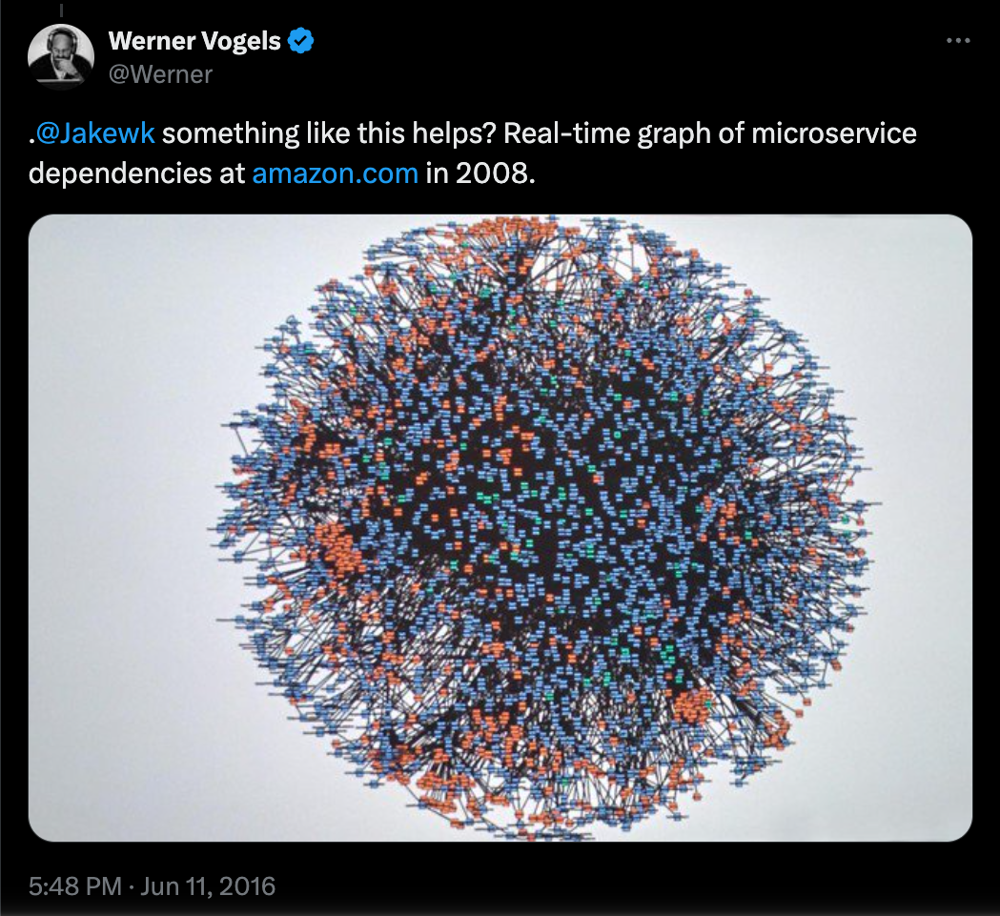 Werner Vogels
@Werner
.@Jakewk something like this helps? Real-time graph of microservice
dependencies at amazon.com in 2008.
5:48 PM · Jun 11, 2016